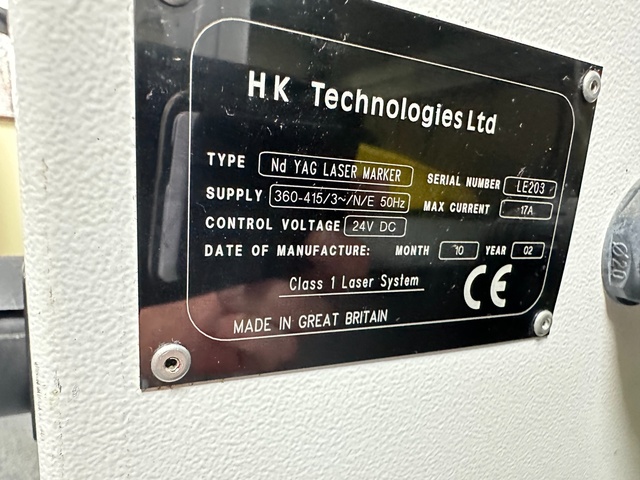 HK Technologies Ltd
TYPE Nd YAG LASER MARKER SERIAL NUMBER LE203
SUPPLY 360-415/3~/N/E 50Hz MAX CURRENT 17A
CONTROL VOLTAGE 24V DC
DATE OF MANUFACTURE: MONTH 10 YEAR 02
Class 1 Laser System CE
MADE IN GREAT BRITAIN